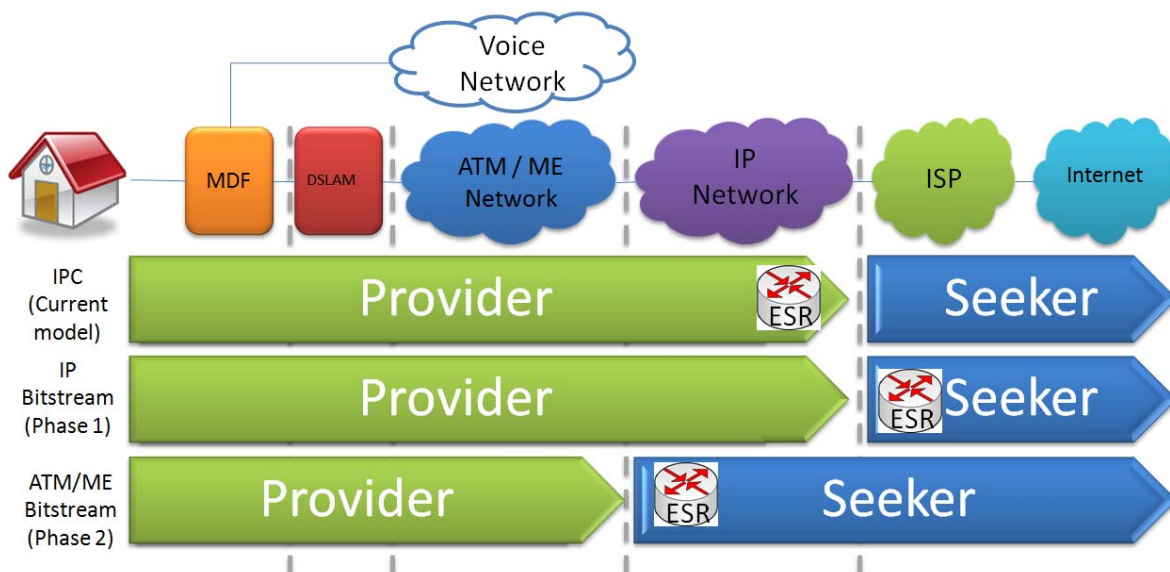 Voice
Network
MDF
DSLAM
ATM / ME
Network
IP
Network
ISP
Internet
IPC
(Current
model)
Provider
ESR
Seeker
IP
Bitstream
(Phase 1)
Provider
ESR
Seeker
ATM/ME
Bitstream
(Phase 2)
Provider
ESR
Seeker